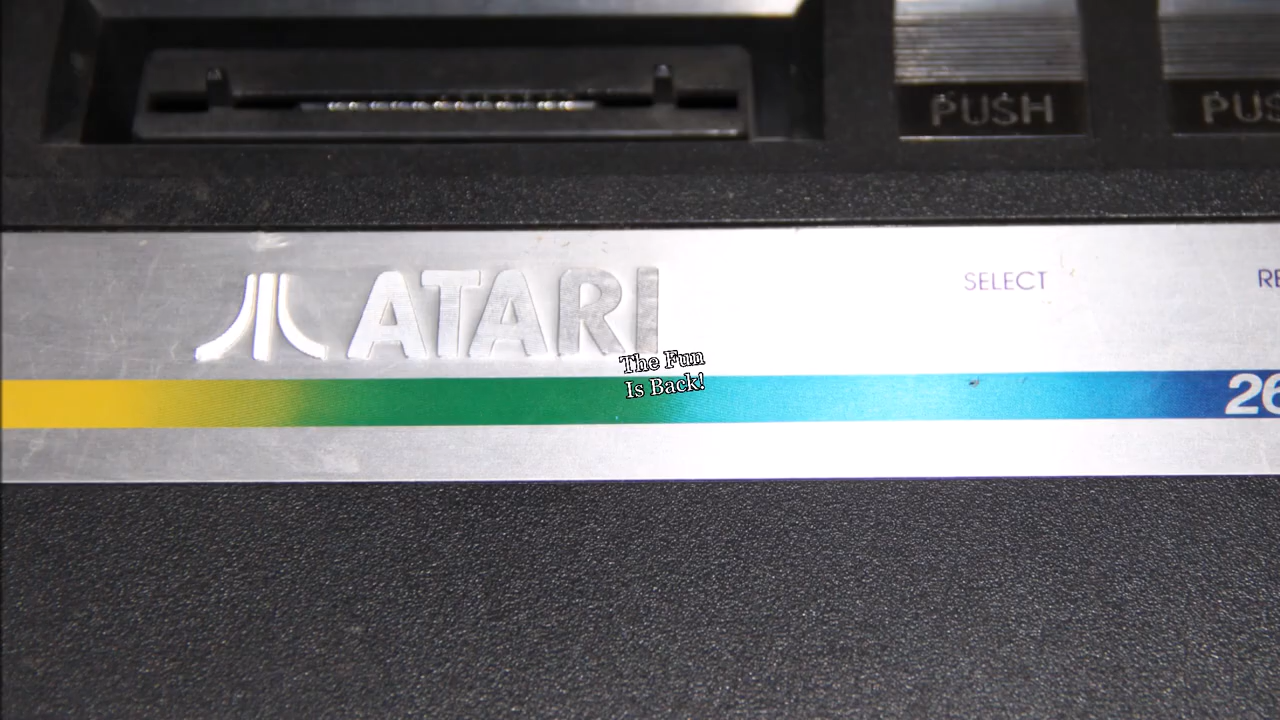 PUSH
PUS
ATARI
SELECT
RE
The Fun
Is Back!
26